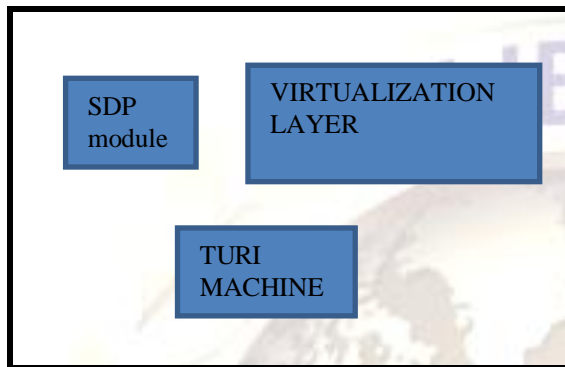 SDP
module
VIRTUALIZATION
LAYER
TURI
MACHINE